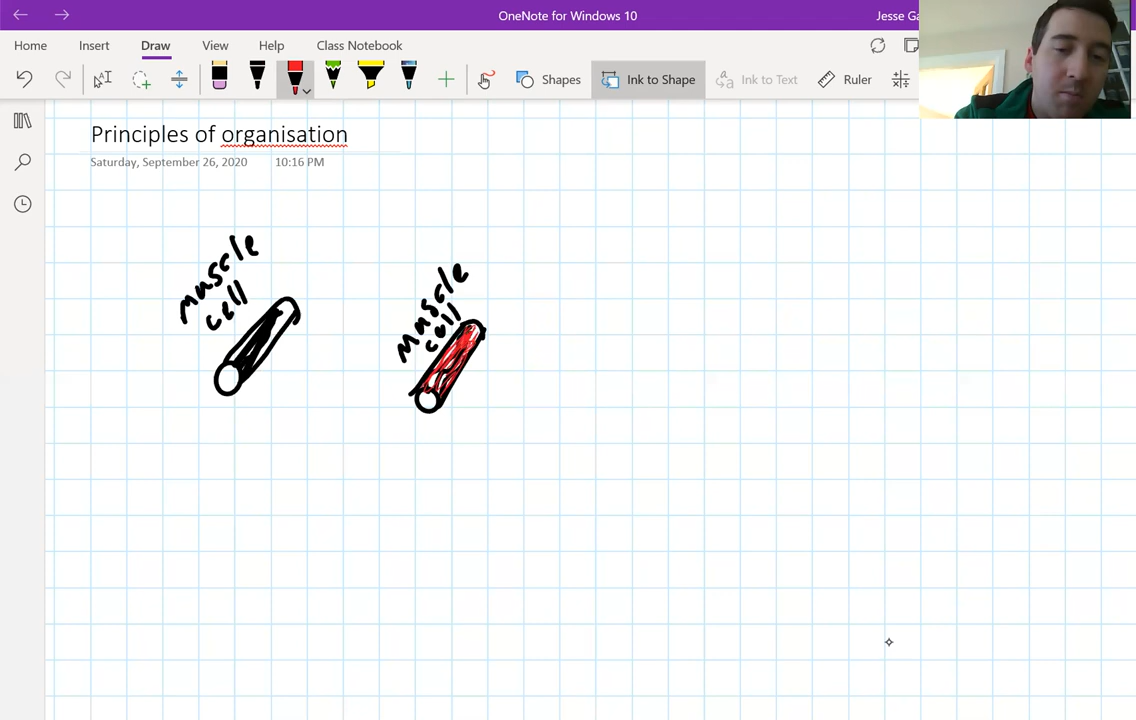 OneNote for Windows 10
Jesse Ga
Home Insert Draw View Help Class Notebook
Shapes Ink to Shape Ink to Text Ruler
Principles of organisation
Saturday, September 26, 2020 10:16 PM
muscle
cell
muscle
cell